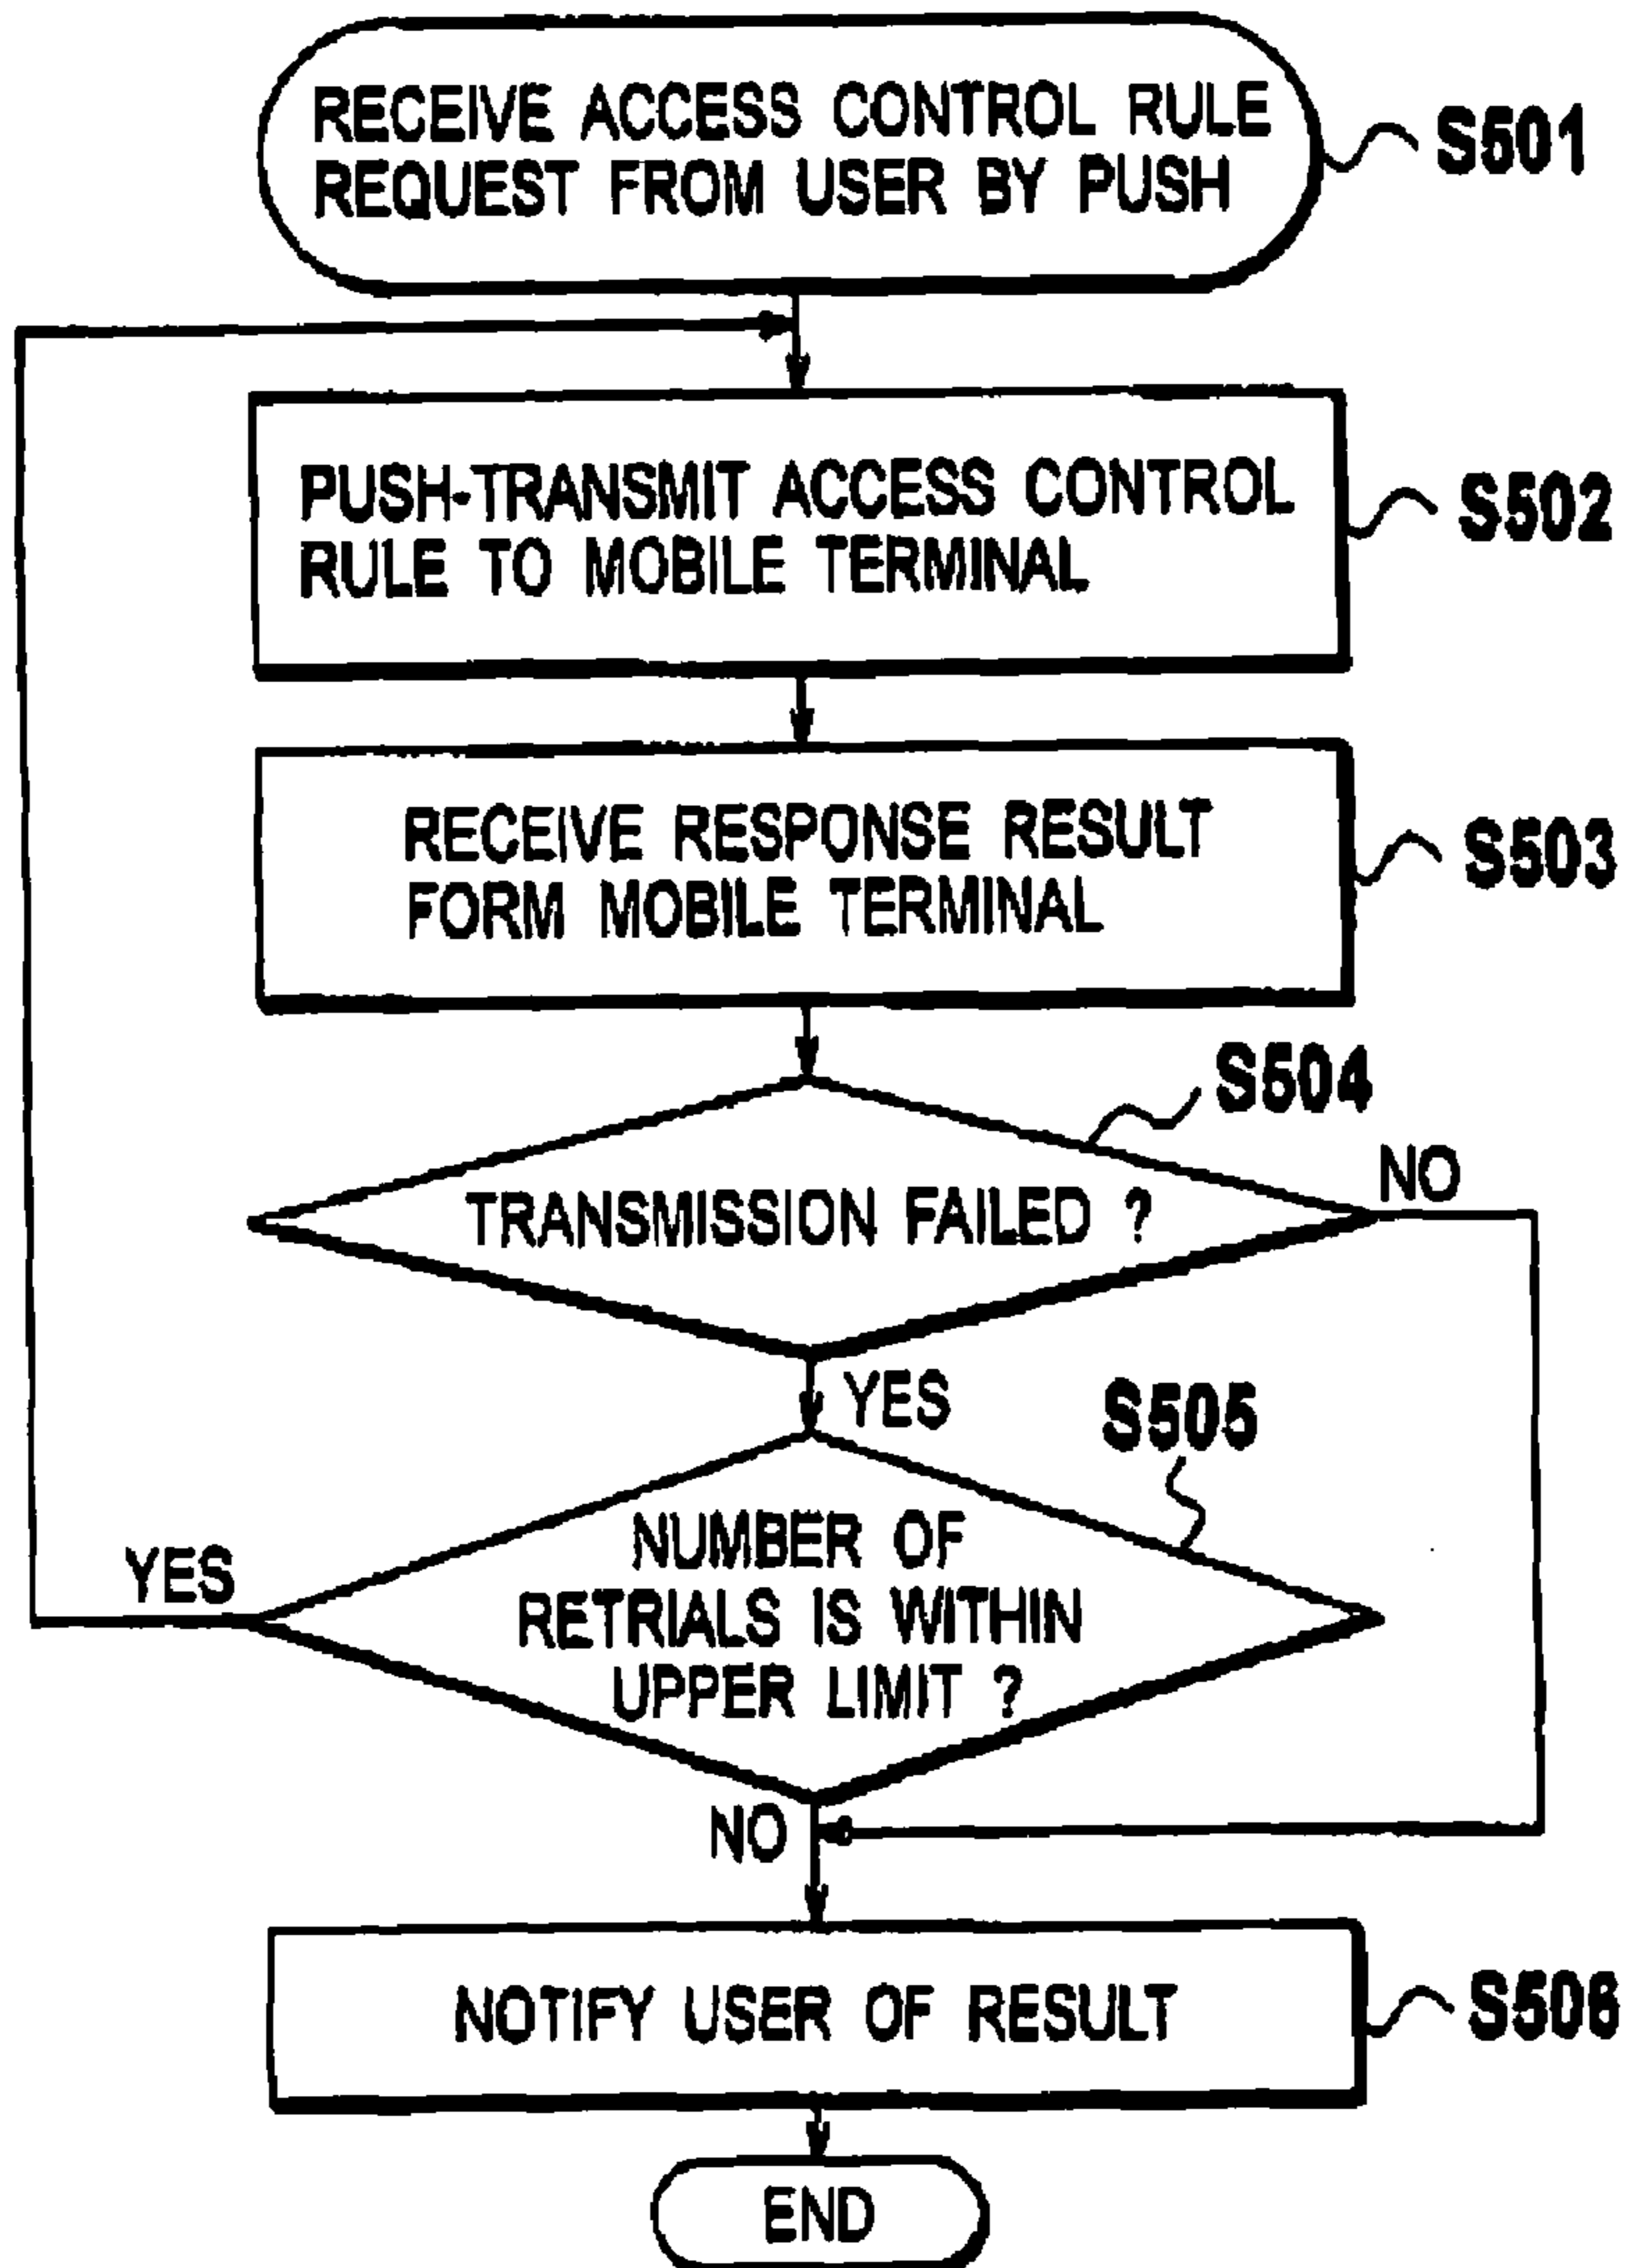 RECEIVE ACCESS CONTROL RULE
REQUEST FROM USER BY PUSH
S501
PUSH-TRANSMIT ACCESS CONTROL
RULE TO MOBILE TERMINAL
S502
RECEIVE RESPONSE RESULT
FORM MOBILE TERMINAL
S503
S504
TRANSMISSION FAILED ?
NO
YES
S505
NUMBER OF
RETRIALS IS WITHIN
UPPER LIMIT ?
YES
NO
NOTIFY USER OF RESULT
S506
END